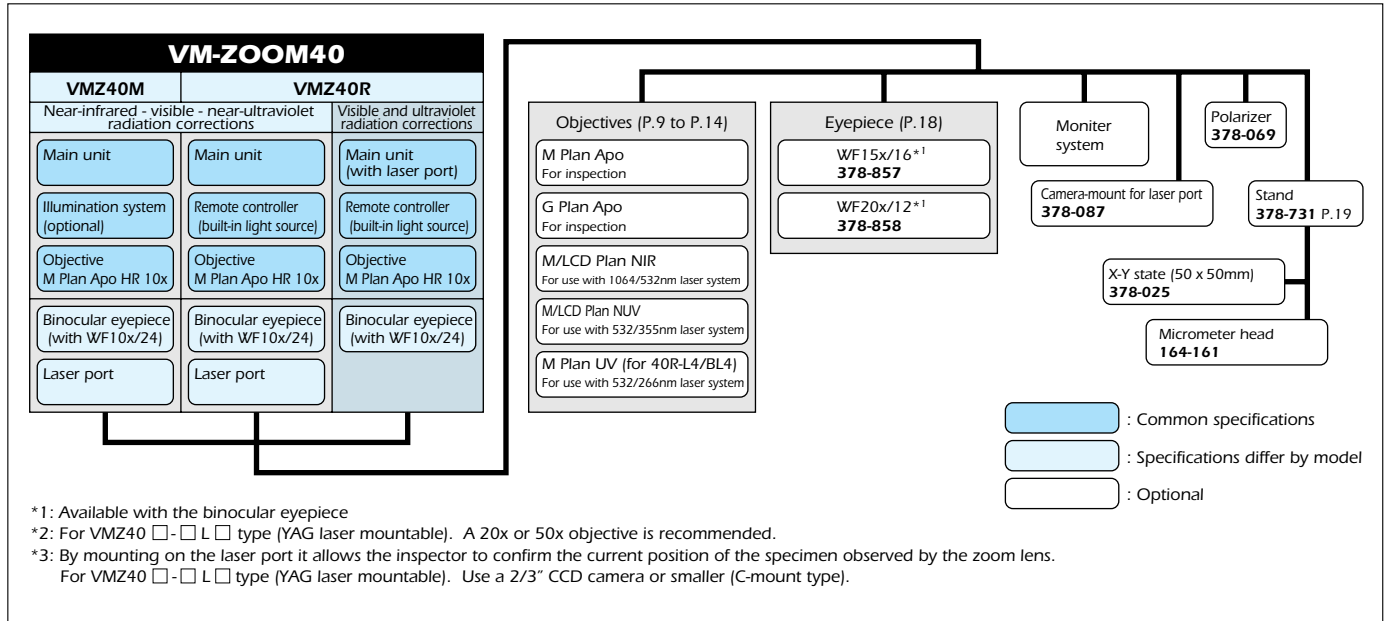 VM-ZOOM40
VMZ40M
VMZ40R
Near-infrared - visible - near-ultraviolet
radiation corrections
Visible and ultraviolet
radiation corrections
Main unit
Illumination system
(optional)
Objective
M Plan Apo HR 10x
Binocular eyepiece
(with WF10x/24)
Laser port
Main unit
Remote controller
(built-in light source)
Objective
M Plan Apo HR 10x
Binocular eyepiece
(with WF10x/24)
Laser port
Main unit
(with laser port)
Remote controller
(built-in light source)
Objective
M Plan Apo HR 10x
Binocular eyepiece
(with WF10x/24)
Objectives (P.9 to P.14)
M Plan Apo
For inspection
G Plan Apo
For inspection
M/LCD Plan NIR
For use with 1064/532nm laser system
M/LCD Plan NUV
For use with 532/355nm laser system
M Plan UV (for 40R-L4/BL4)
For use with 532/266nm laser system
Eyepiece (P.18)
WF15x/16*1
378-857
WF20x/12*1
378-858
Moniter
system
Camera-mount for laser port
378-087
Polarizer
378-069
Stand
378-731 P.19
X-Y state (50 x 50mm)
378-025
Micrometer head
164-161
: Common specifications
: Specifications differ by model
: Optional
*1: Available with the binocular eyepiece
*2: For VMZ40 □-□ L □ type (YAG laser mountable). A 20x or 50x objective is recommended.
*3: By mounting on the laser port it allows the inspector to confirm the current position of the specimen observed by the zoom lens.
For VMZ40 □-□ L □ type (YAG laser mountable). Use a 2/3" CCD camera or smaller (C-mount type).